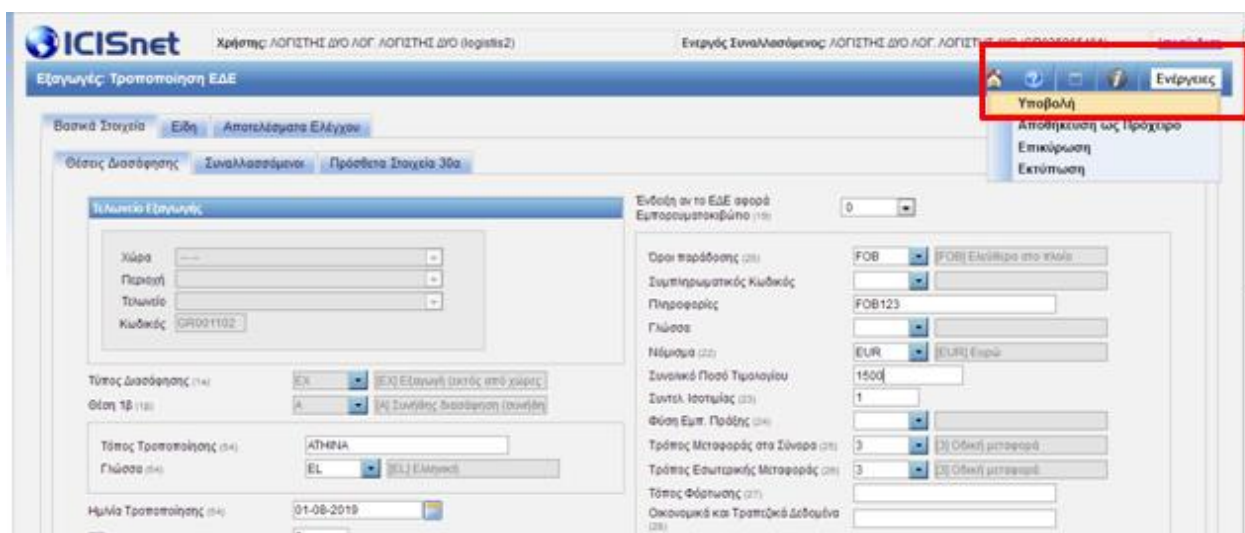 ICISnet
Χρήστης: ΛΟΓΙΣΤΗΣ ΔΥΟ ΛΟΓ. ΛΟΓΙΣΤΗΣ ΔΥΟ (logistis2)
Ενεργός Συναλλασσόμενος: ΛΟΓΙΣΤΗΣ ΔΥΟ ΛΟΓ. ΛΟΓΙΣΤΗΣ ΔΥΟ
Εξαγωγές: Τροποποίηση ΕΔΕ
Ενέργειες
Υποβολή
Αποθήκευση ως Πρόχειρο
Επικύρωση
Εκτύπωση
Βασικά Στοιχεία Είδη Αποτελέσματα Ελέγχου
Θέσεις Διασάφησης Συναλλασσόμενοι Πρόσθετα Στοιχεία 30α
Τελωνείο Εξαγωγής
Χώρα
Περιοχή
Τελωνείο
Κωδικός GR001102
Τύπος Διασάφησης (1α) EX [EX] Εξαγωγή (εκτός από χώρες
Θέση 1β (1β) A [A] Συνήθης διασάφηση (συνήθη
Τόπος Τροποποίησης (54) ATHINA
Γλώσσα (54) EL [EL] Ελληνική
Ημ/νία Τροποποίησης (54) 01-08-2019
Ένδειξη αν το ΕΔΕ αφορά
Εμπορευματοκιβώτιο (19) 0
Όροι παράδοσης (20) FOB [FOB] Ελεύθερο στο πλοίο
Συμπληρωματικός Κωδικός
Πληροφορίες FOB123
Γλώσσα
Νόμισμα (22) EUR [EUR] Ευρώ
Συνολικό Ποσό Τιμολογίου 1500
Συντελ. Ισοτιμίας (23) 1
Φύση Εμπ. Πράξης (24)
Τρόπος Μεταφοράς στα Σύνορα (25) 3 [3] Οδική μεταφορά
Τρόπος Εσωτερικής Μεταφοράς (26) 3 [3] Οδική μεταφορά
Τόπος Φόρτωσης (27)
Οικονομικά και Τραπεζικά Δεδομένα
(28)